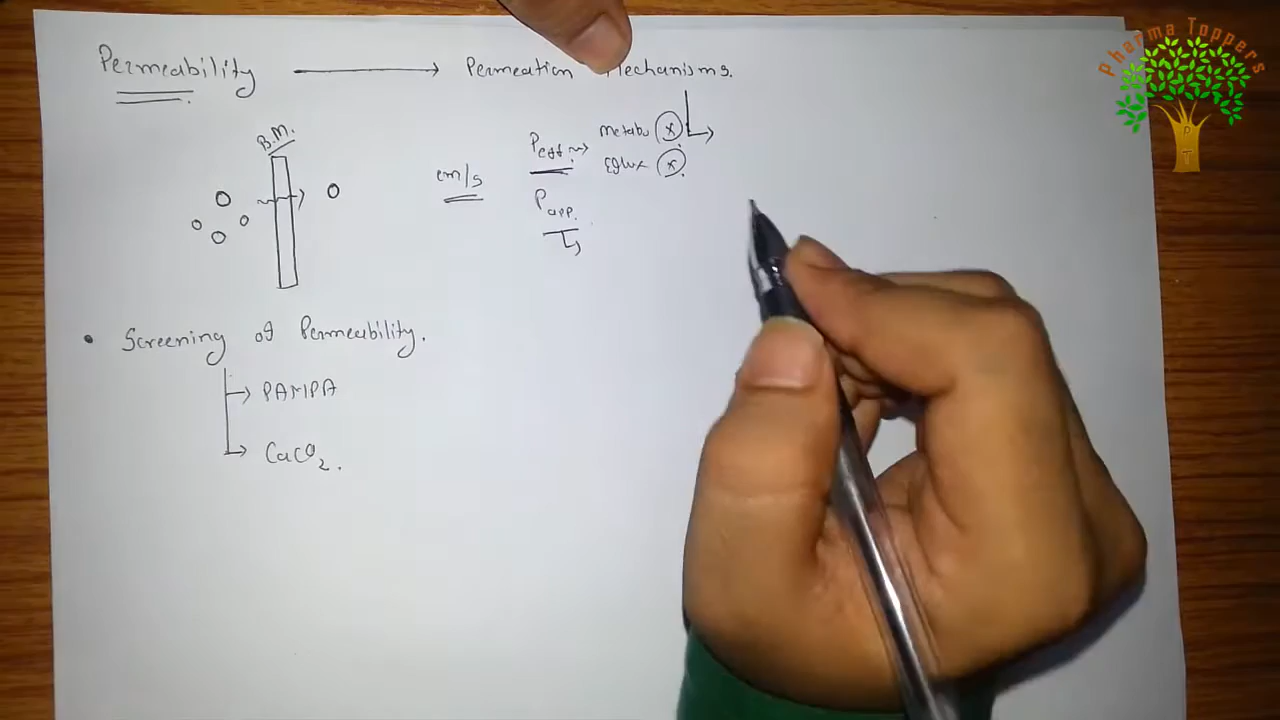 Permeability → Permeation Mechanisms.
B.M.
cm/s
Peff. → metabo x
Efflux x
Papp.
• Screening of Permeability.
→ PAMPA
→ CaCO2.
Pharma Toppers
PT